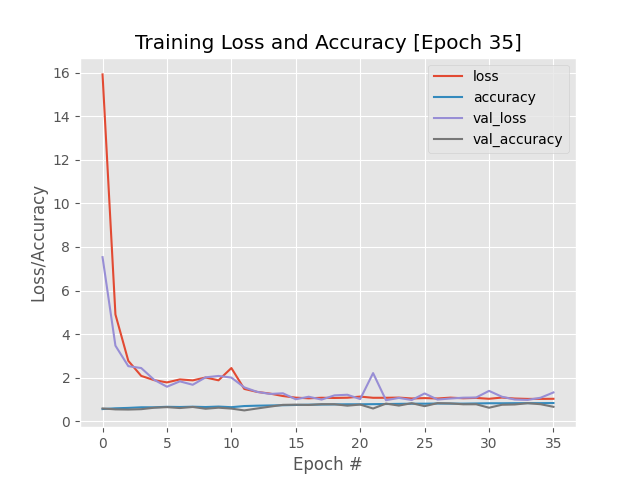 Training Loss and Accuracy [Epoch 35]
16
14
12
10
8
6
4
2
0
Loss/Accuracy
loss
accuracy
val_loss
val_accuracy
0 5 10 15 20 25 30 35
Epoch #